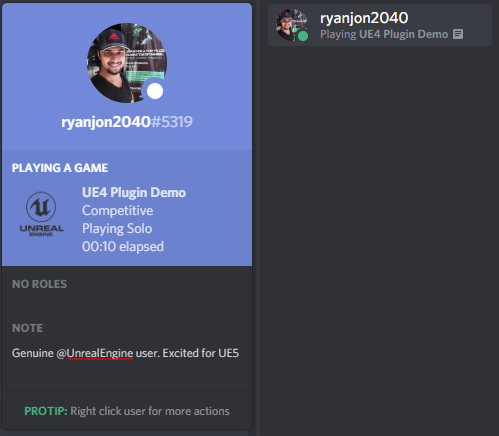 ryanjon2040#5319
PLAYING A GAME
UE4 Plugin Demo
Competitive
Playing Solo
00:10 elapsed
UNREAL
ENGINE
NO ROLES
NOTE
Genuine @UnrealEngine user. Excited for UE5
PROTIP: Right click user for more actions
ryanjon2040
Playing UE4 Plugin Demo